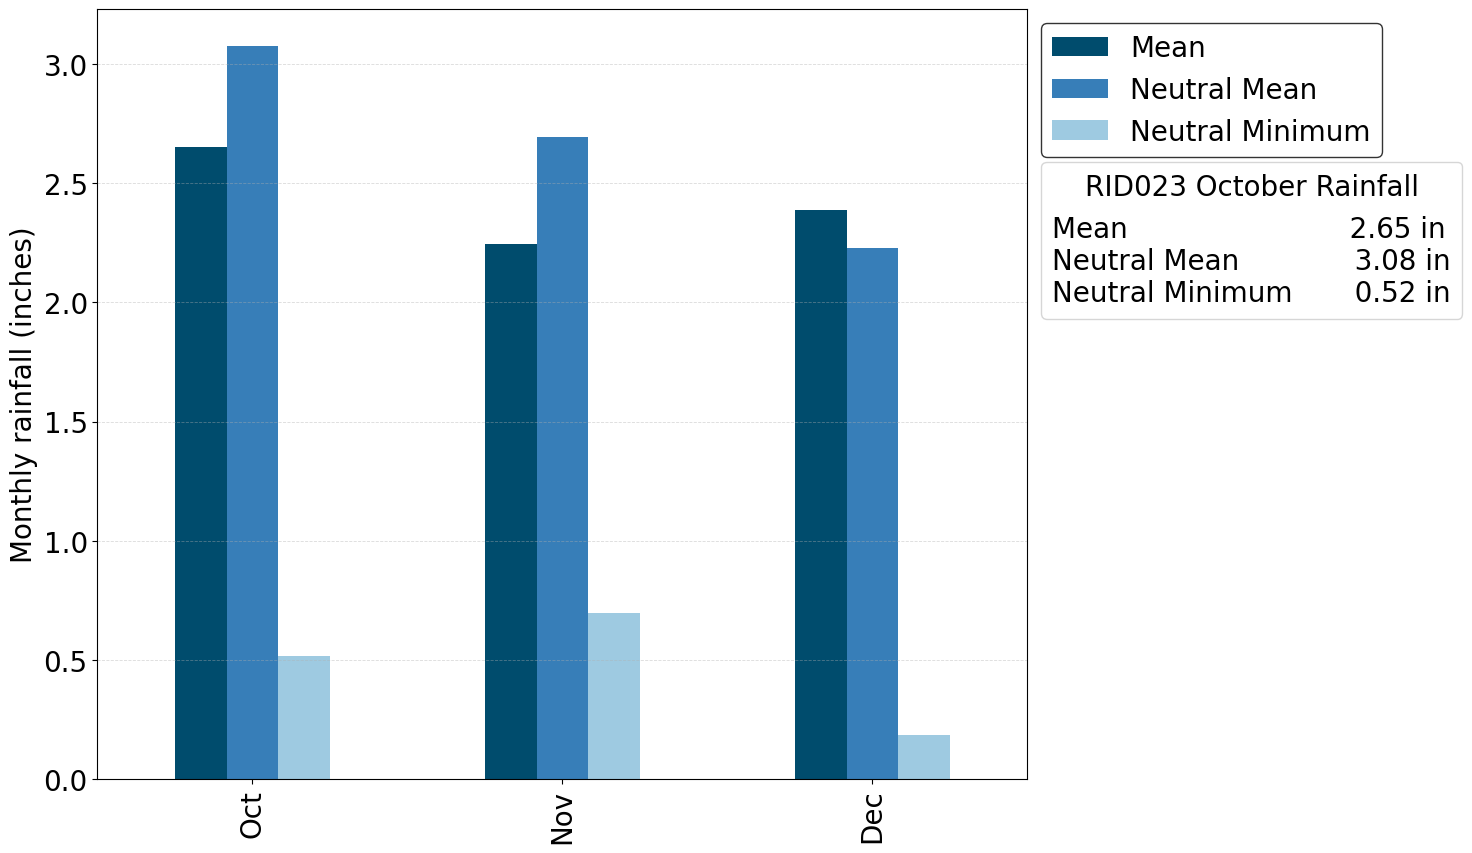 Monthly rainfall (inches)
3.0
2.5
2.0
1.5
1.0
0.5
0.0
Oct
Nov
Dec
Mean
Neutral Mean
Neutral Minimum
RID023 October Rainfall
Mean 2.65 in
Neutral Mean 3.08 in
Neutral Minimum 0.52 in